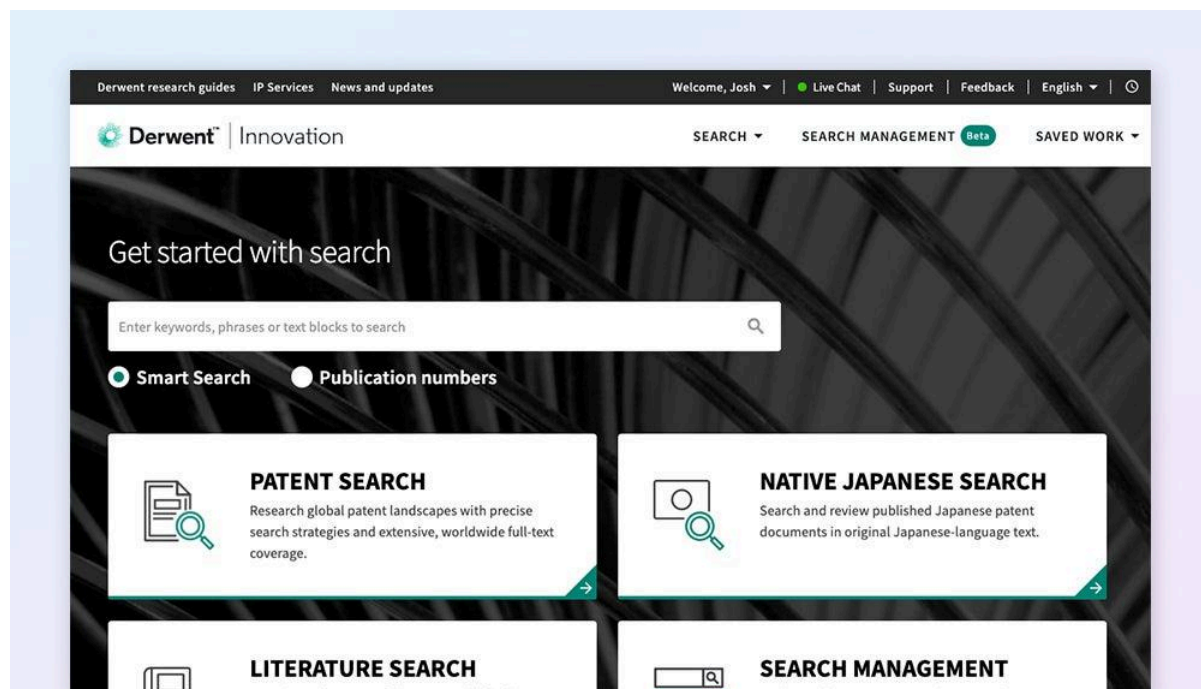 Derwent research guides IP Services News and updates Welcome, Josh Live Chat Support Feedback English
Derwent™ Innovation SEARCH SEARCH MANAGEMENT Beta SAVED WORK
Get started with search
Enter keywords, phrases or text blocks to search
Smart Search Publication numbers
PATENT SEARCH
Research global patent landscapes with precise
search strategies and extensive, worldwide full-text
coverage.
NATIVE JAPANESE SEARCH
Search and review published Japanese patent
documents in original Japanese-language text.
LITERATURE SEARCH
SEARCH MANAGEMENT